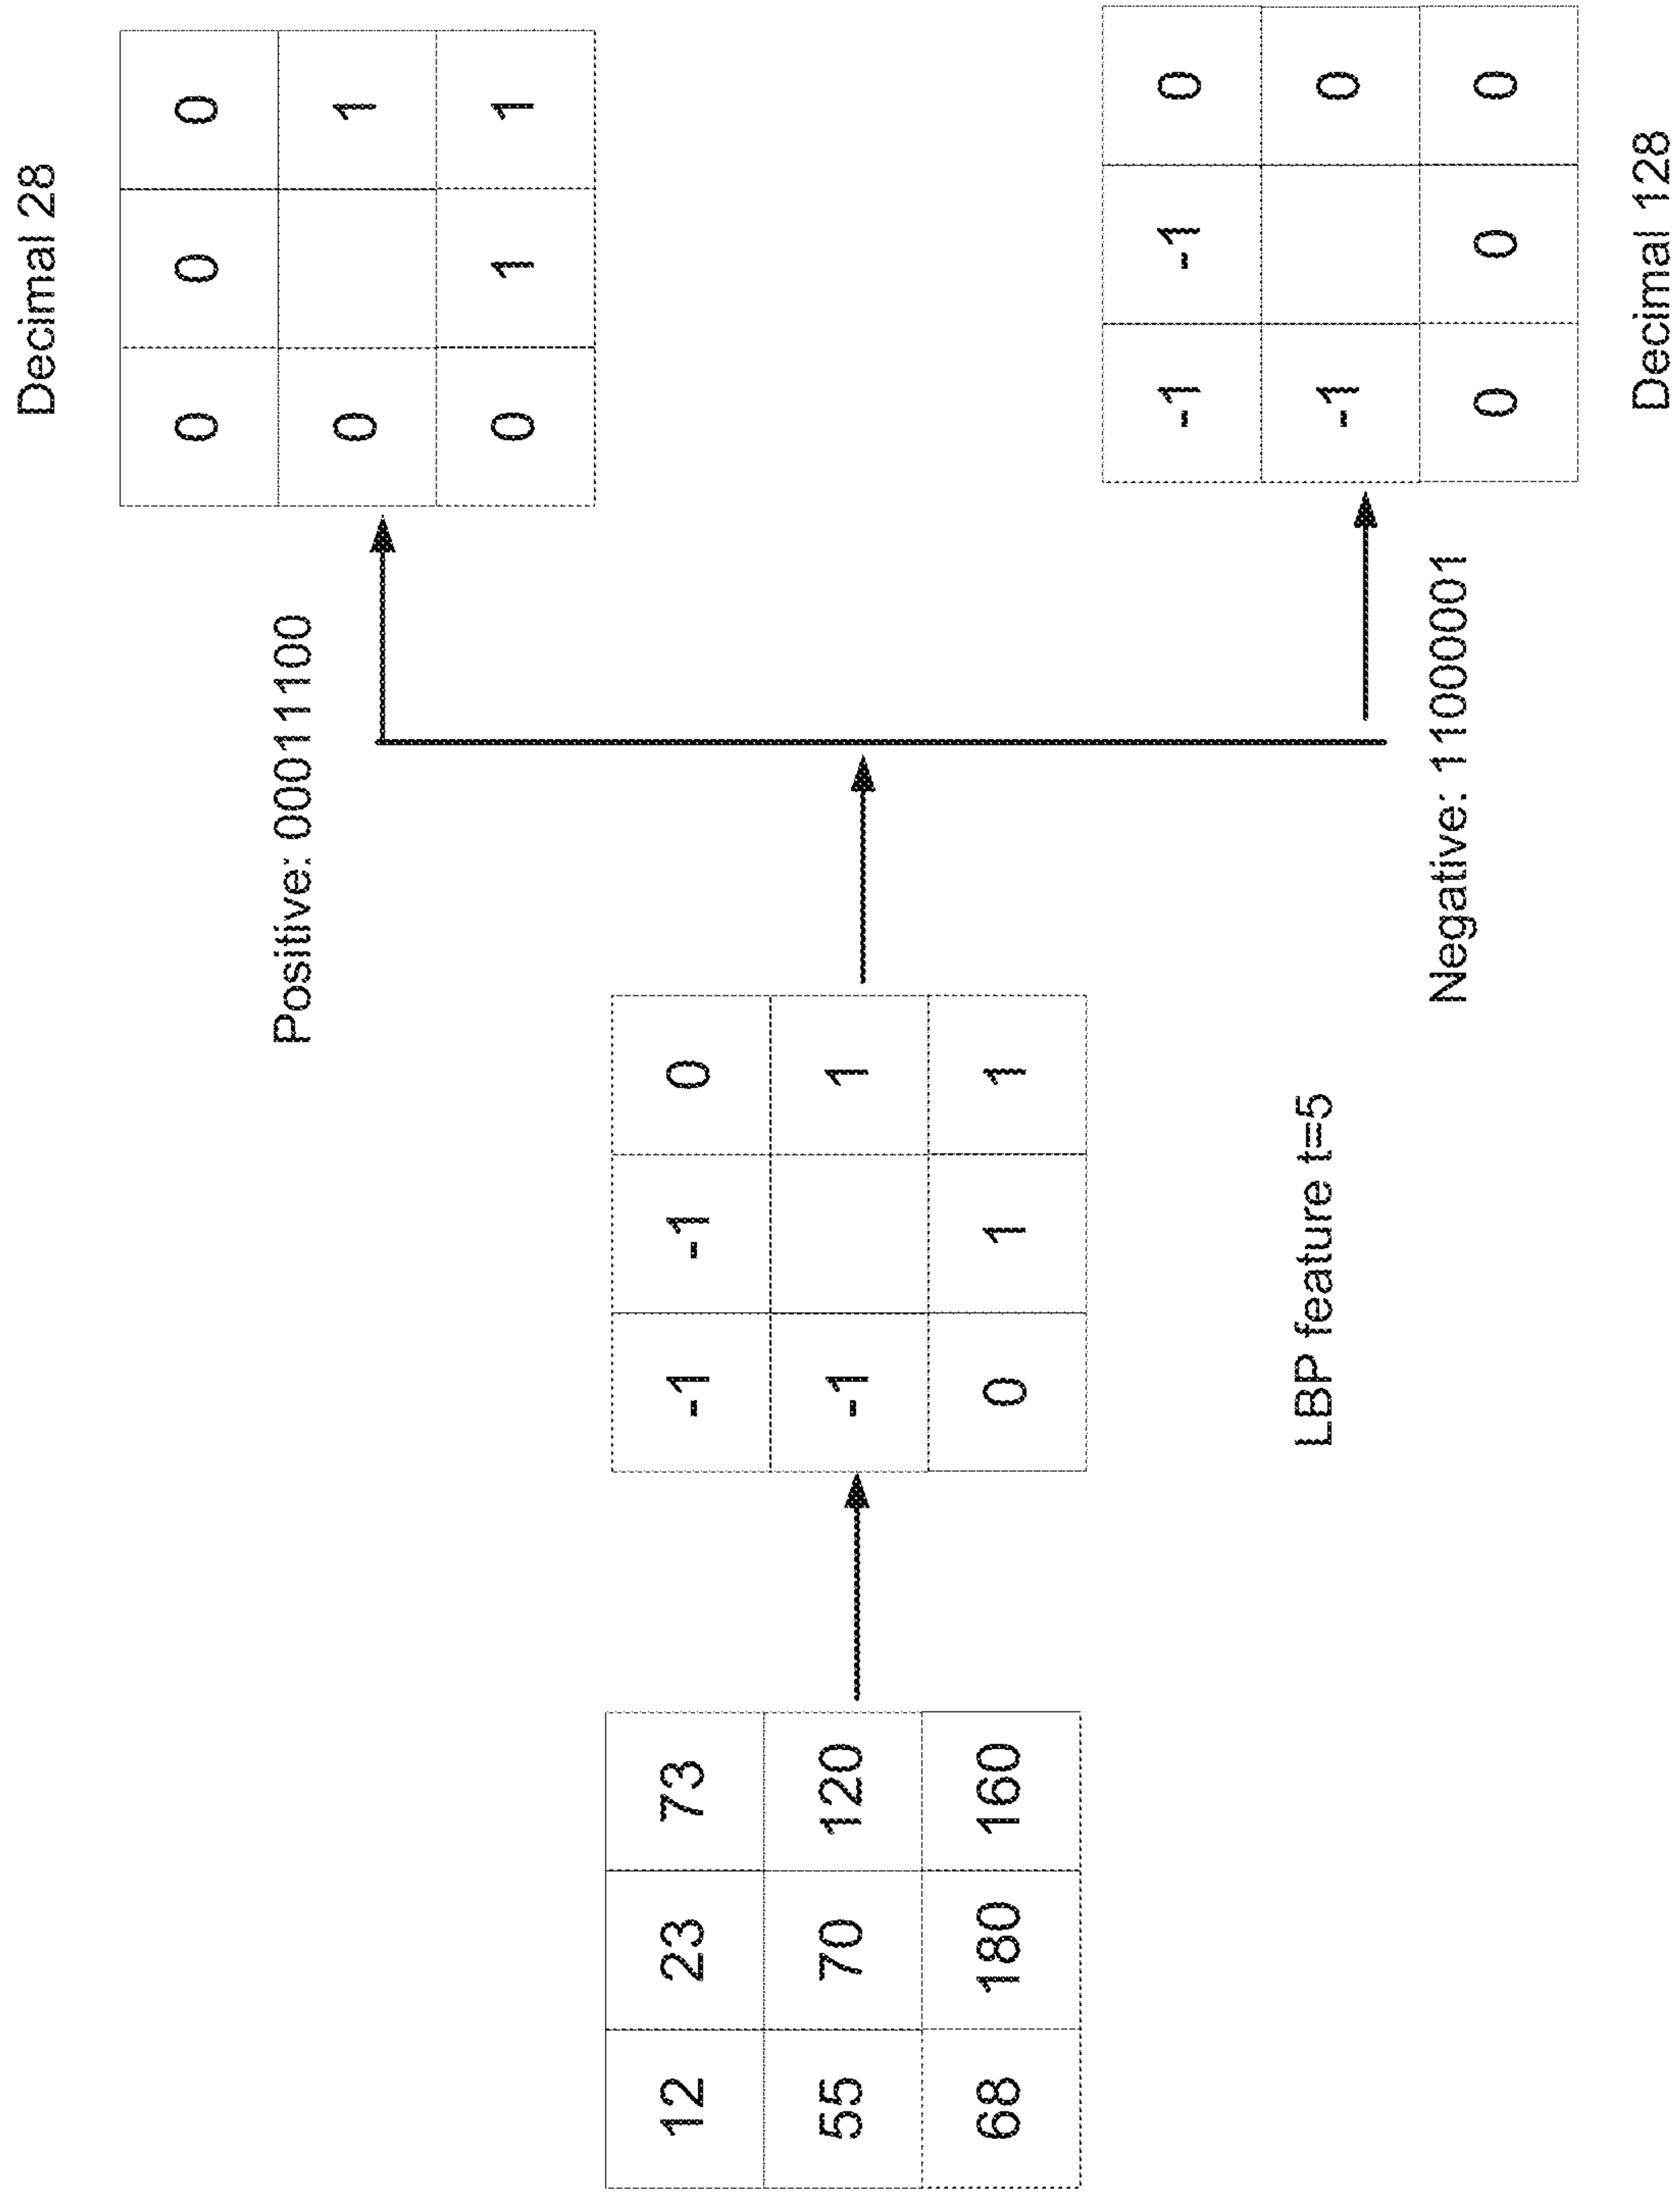 Decimal 28
0 0 0
0 1
0 1 1
Positive: 00011100
12 23 73
55 70 120
68 180 160
-1 -1 0
-1 1
0 1 1
LBP feature t=5
Negative: 11000001
-1 -1 0
-1 0
0 0 0
Decimal 128